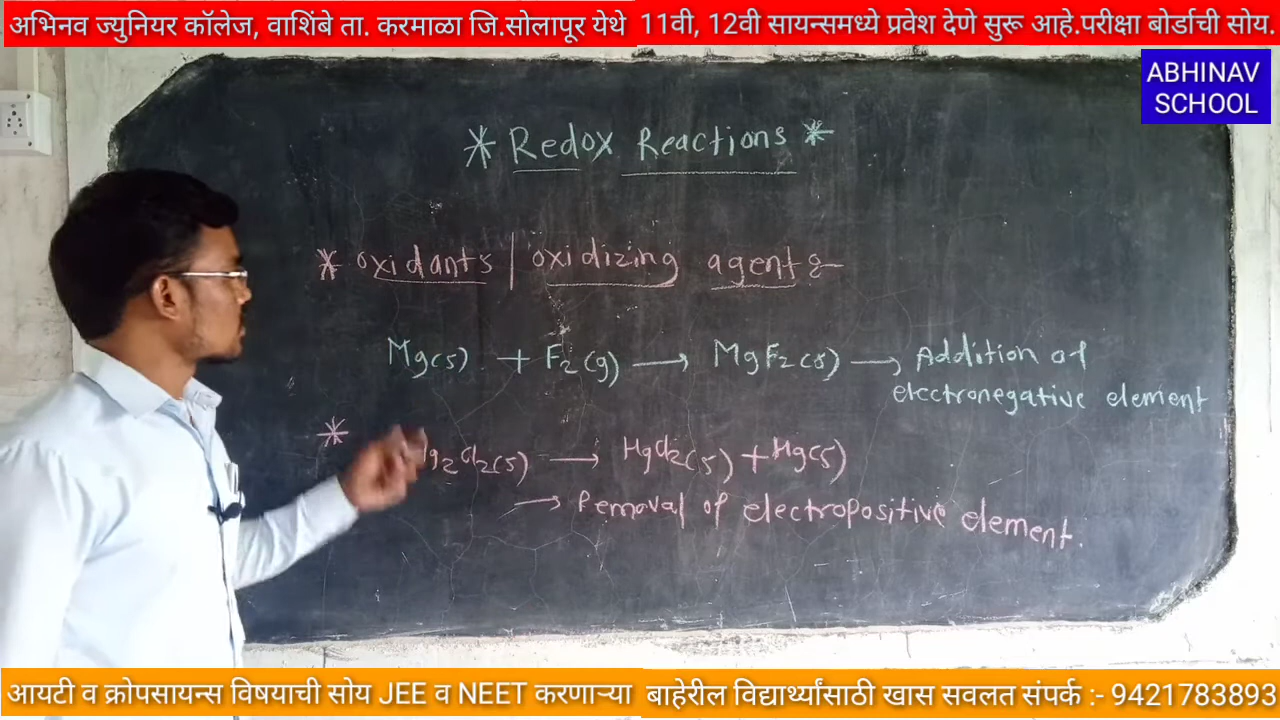 अभिनव ज्युनियर कॉलेज, वाशिंबे ता. करमाळा जि.सोलापूर येथे 11वी, 12वी सायन्समध्ये प्रवेश देणे सुरू आहे.परीक्षा बोर्डाची सोय.
ABHINAV
SCHOOL
* Redox Reactions *
* oxidants / oxidizing agent :-
Mg(s) + F2(g) → MgF2(s) → Addition of
electronegative element
* g2Cl2(s) → HgCl2(s) + Hg(s)
→ Removal of electropositive element.
आयटी व क्रोपसायन्स विषयाची सोय JEE व NEET करणाऱ्या बाहेरील विद्यार्थ्यांसाठी खास सवलत संपर्क :- 9421783893